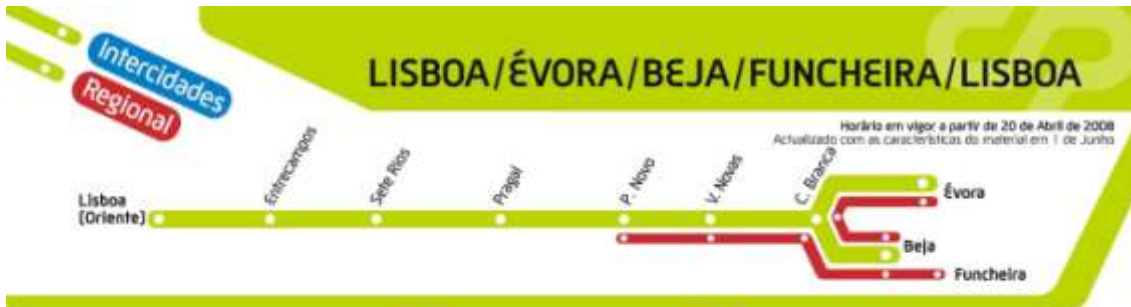 Intercidades
Regional
LISBOA/ÉVORA/BEJA/FUNCHEIRA/LISBOA
Horário em vigor a partir de 20 de Abril de 2008
Actualizado com as características do material em 1 de Junho
Lisboa
(Oriente)
Entrecampos
Sete Rios
Pragal
P. Novo
V. Novas
C. Branca
Évora
Beja
Funcheira